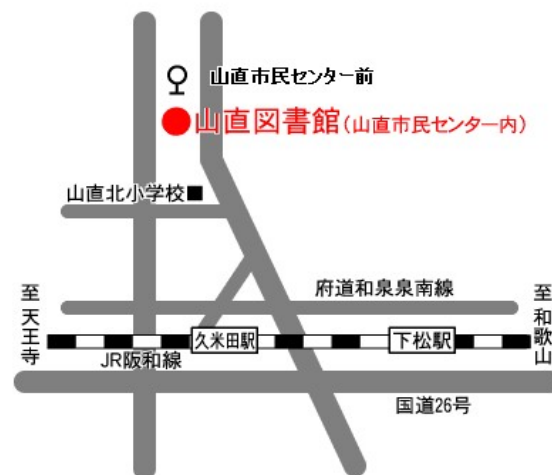 山直市民センター前
山直図書館(山直市民センター内)
山直北小学校
府道和泉泉南線
至天王寺
久米田駅
下松駅
至和歌山
JR阪和線
国道26号